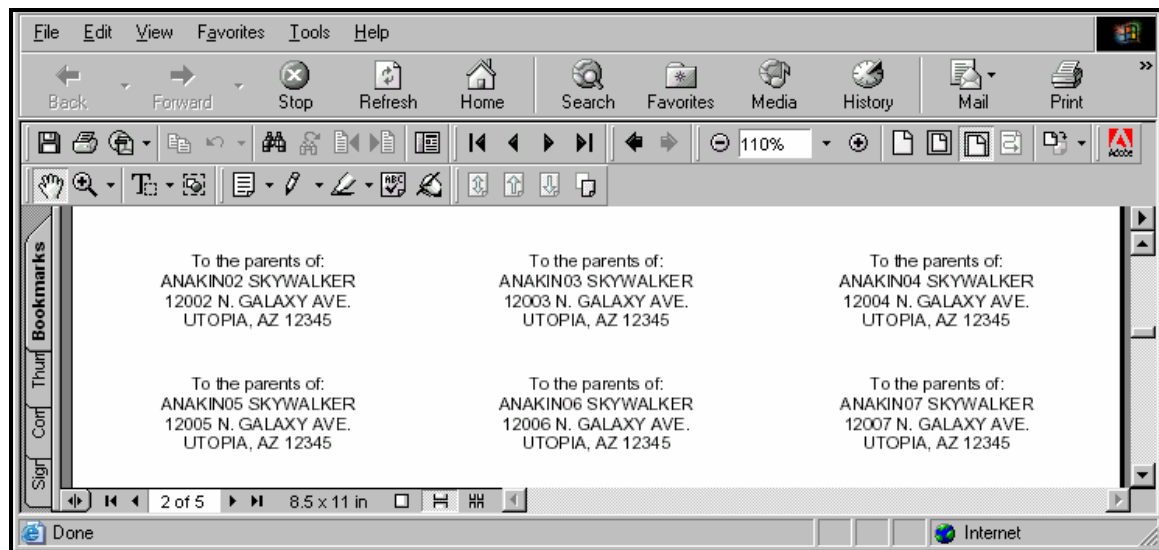 File Edit View Favorites Tools Help
Back Forward Stop Refresh Home Search Favorites Media History Mail Print »
110%
Adobe
ABC
Bookmarks
Thum
Com
Sign
To the parents of: To the parents of: To the parents of:
ANAKIN02 SKYWALKER ANAKIN03 SKYWALKER ANAKIN04 SKYWALKER
12002 N. GALAXY AVE. 12003 N. GALAXY AVE. 12004 N. GALAXY AVE.
UTOPIA, AZ 12345 UTOPIA, AZ 12345 UTOPIA, AZ 12345
To the parents of: To the parents of: To the parents of:
ANAKIN05 SKYWALKER ANAKIN06 SKYWALKER ANAKIN07 SKYWALKER
12005 N. GALAXY AVE. 12006 N. GALAXY AVE. 12007 N. GALAXY AVE.
UTOPIA, AZ 12345 UTOPIA, AZ 12345 UTOPIA, AZ 12345
2 of 5 8.5 x 11 in
Done Internet